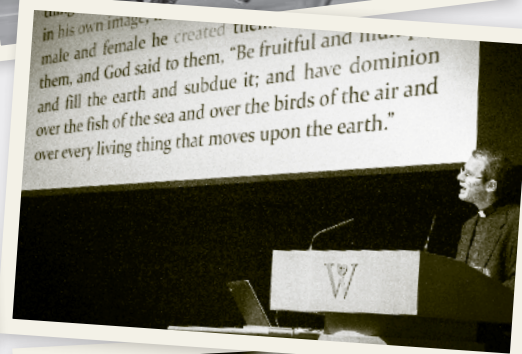 in his own image,
male and female he created them
them, and God said to them, “Be fruitful and
and fill the earth and subdue it; and have dominion
over the fish of the sea and over the birds of the air and
over every living thing that moves upon the earth.”
W